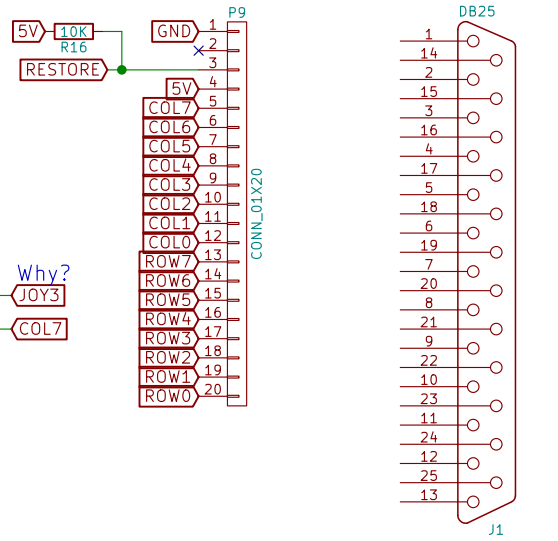 5V
10K
R16
RESTORE
P9
GND 1
2
3
5V 4
COL7 5
COL6 6
COL5 7
COL4 8
COL3 9
COL2 10
COL1 11
COL0 12
ROW7 13
ROW6 14
ROW5 15
ROW4 16
ROW3 17
ROW2 18
ROW1 19
ROW0 20
CONN_01X20
Why?
JOY3
COL7
DB25
1
14
2
15
3
16
4
17
5
18
6
19
7
20
8
21
9
22
10
23
11
24
12
25
13
J1